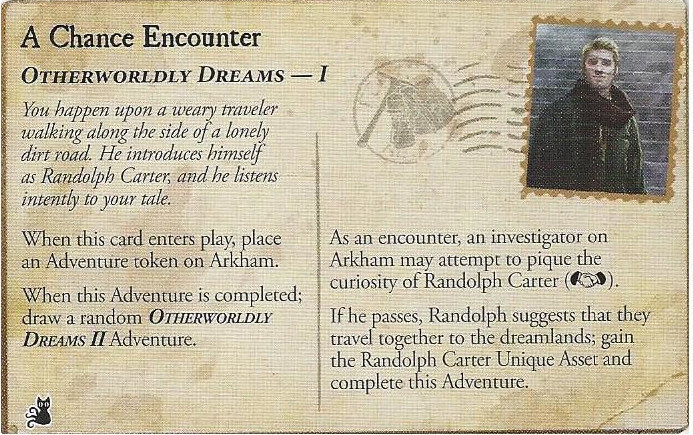 A Chance Encounter
Otherworldly Dreams — I
You happen upon a weary traveler
walking along the side of a lonely
dirt road. He introduces himself
as Randolph Carter, and he listens
intently to your tale.
When this card enters play, place
an Adventure token on Arkham.
When this Adventure is completed;
draw a random Otherworldly
Dreams II Adventure.
As an encounter, an investigator on
Arkham may attempt to pique the
curiosity of Randolph Carter ( ).
If he passes, Randolph suggests that they
travel together to the dreamlands; gain
the Randolph Carter Unique Asset and
complete this Adventure.